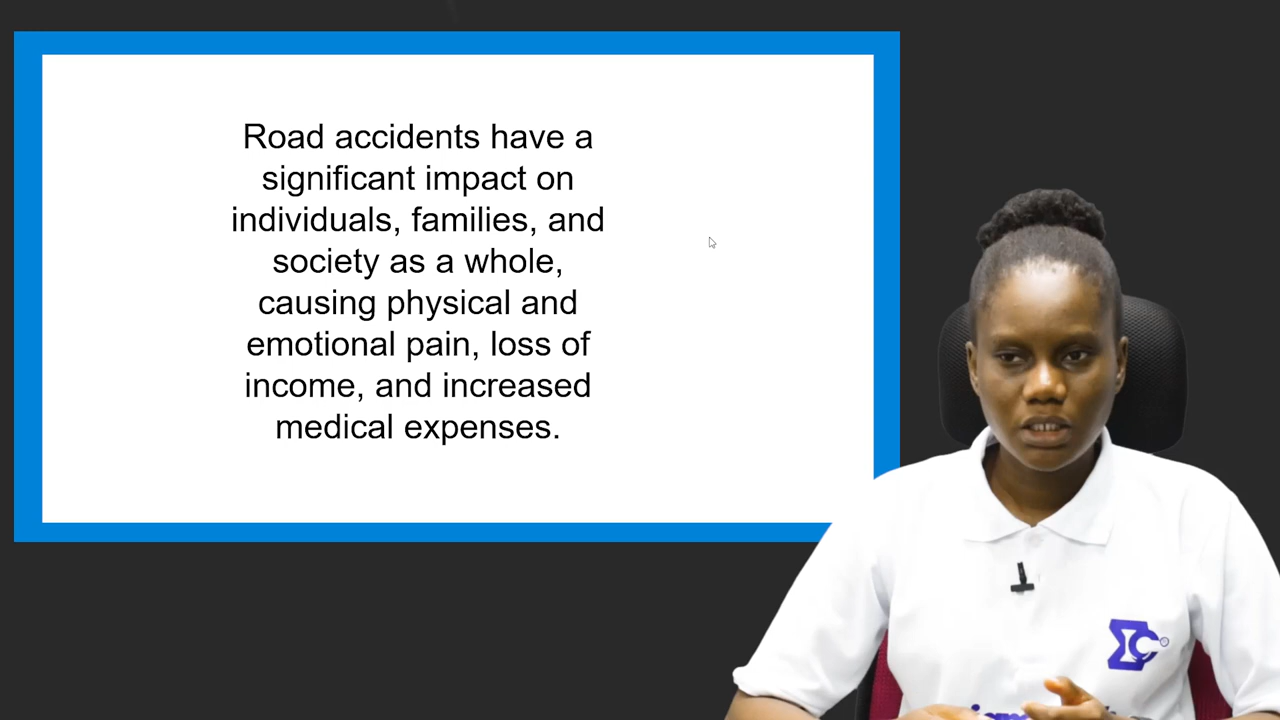 Road accidents have a
significant impact on
individuals, families, and
society as a whole,
causing physical and
emotional pain, loss of
income, and increased
medical expenses.